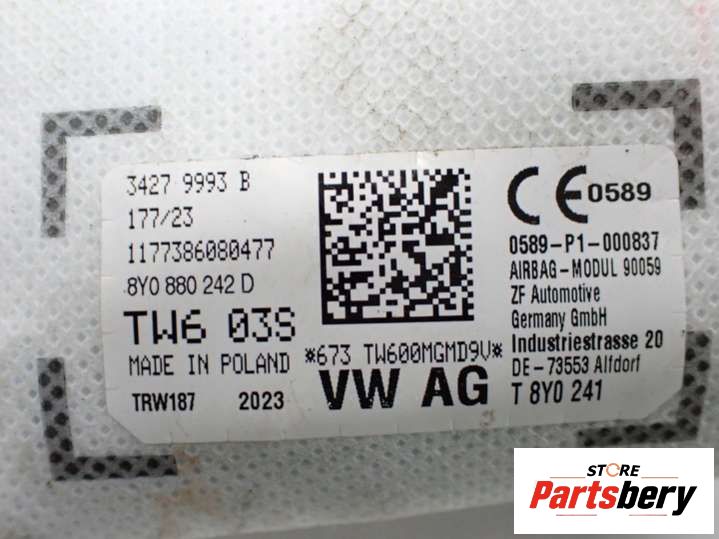 3427 9993 B
177/23
1177386080477
8Y0 880 242 D
TW6 03S
MADE IN POLAND
TRW187 2023
*673 TW600MGMD9V*
VW AG
CE 0589
0589-P1-000837
AIRBAG-MODUL 90059
ZF Automotive
Germany GmbH
Industriestrasse 20
DE-73553 Alfdorf
T 8Y0 241
STORE
Partsbery